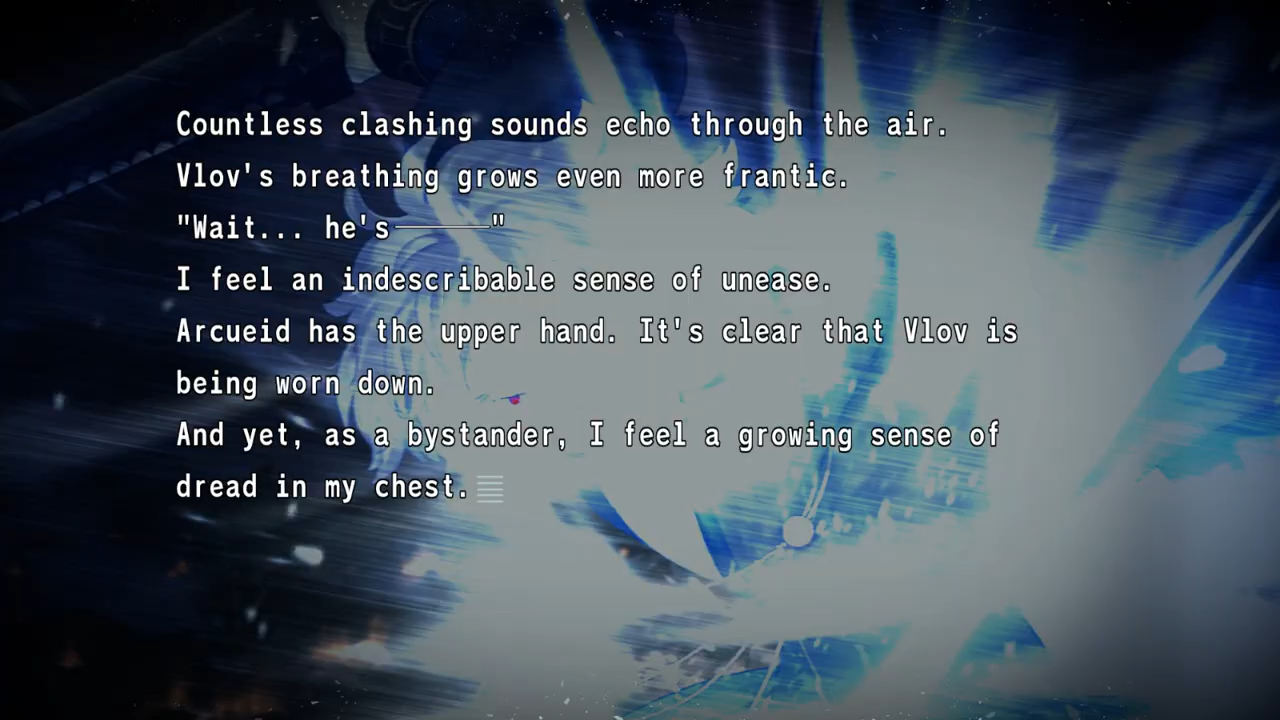 Countless clashing sounds echo through the air.
Vlov's breathing grows even more frantic.
"Wait... he's――――"
I feel an indescribable sense of unease.
Arcueid has the upper hand. It's clear that Vlov is
being worn down.
And yet, as a bystander, I feel a growing sense of
dread in my chest.